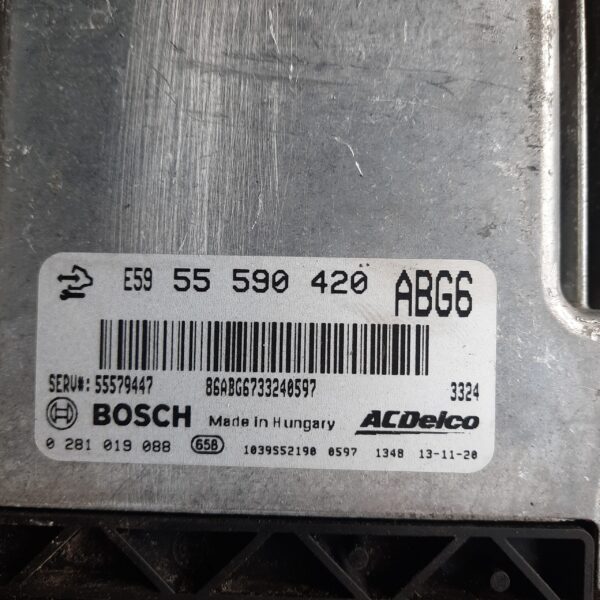 E59 55 590 420 ABG6
SERV#: 55579447 86ABG6733240597 3324
BOSCH Made in Hungary ACDelco
0 281 019 088 65B 1039S52190 0597 1348 13-11-20